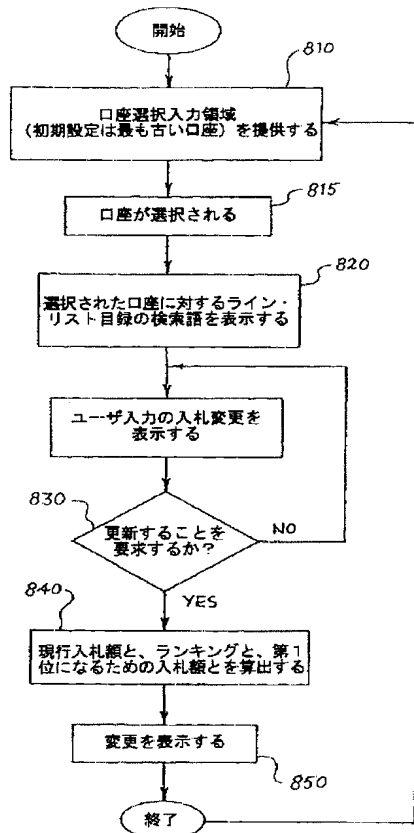 開始
810
口座選択入力領域
(初期設定は最も古い口座)を提供する
口座が選択される
815
820
選択された口座に対するライン・
リスト目録の検索語を表示する
ユーザ入力の入札変更を
表示する
830
更新することを
要求するか?
NO
YES
840
現行入札額と、ランキングと、第1
位になるための入札額とを算出する
変更を表示する
850
終了